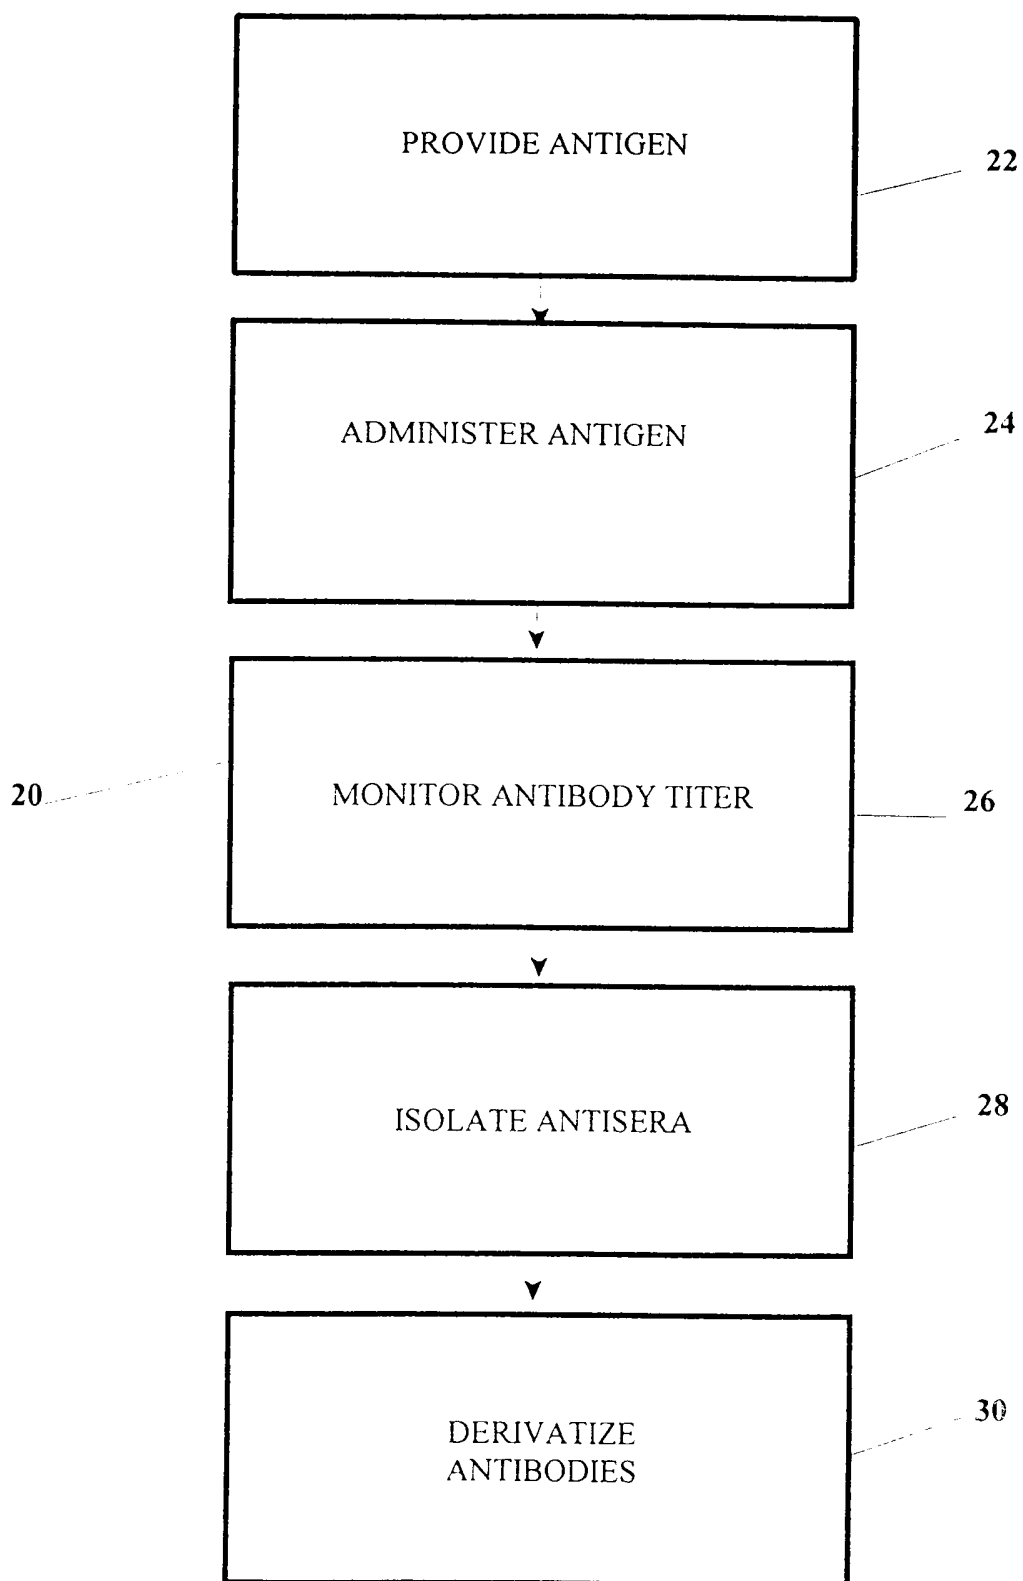 PROVIDE ANTIGEN
22
ADMINISTER ANTIGEN
24
20
MONITOR ANTIBODY TITER
26
ISOLATE ANTISERA
28
DERIVATIZE
ANTIBODIES
30